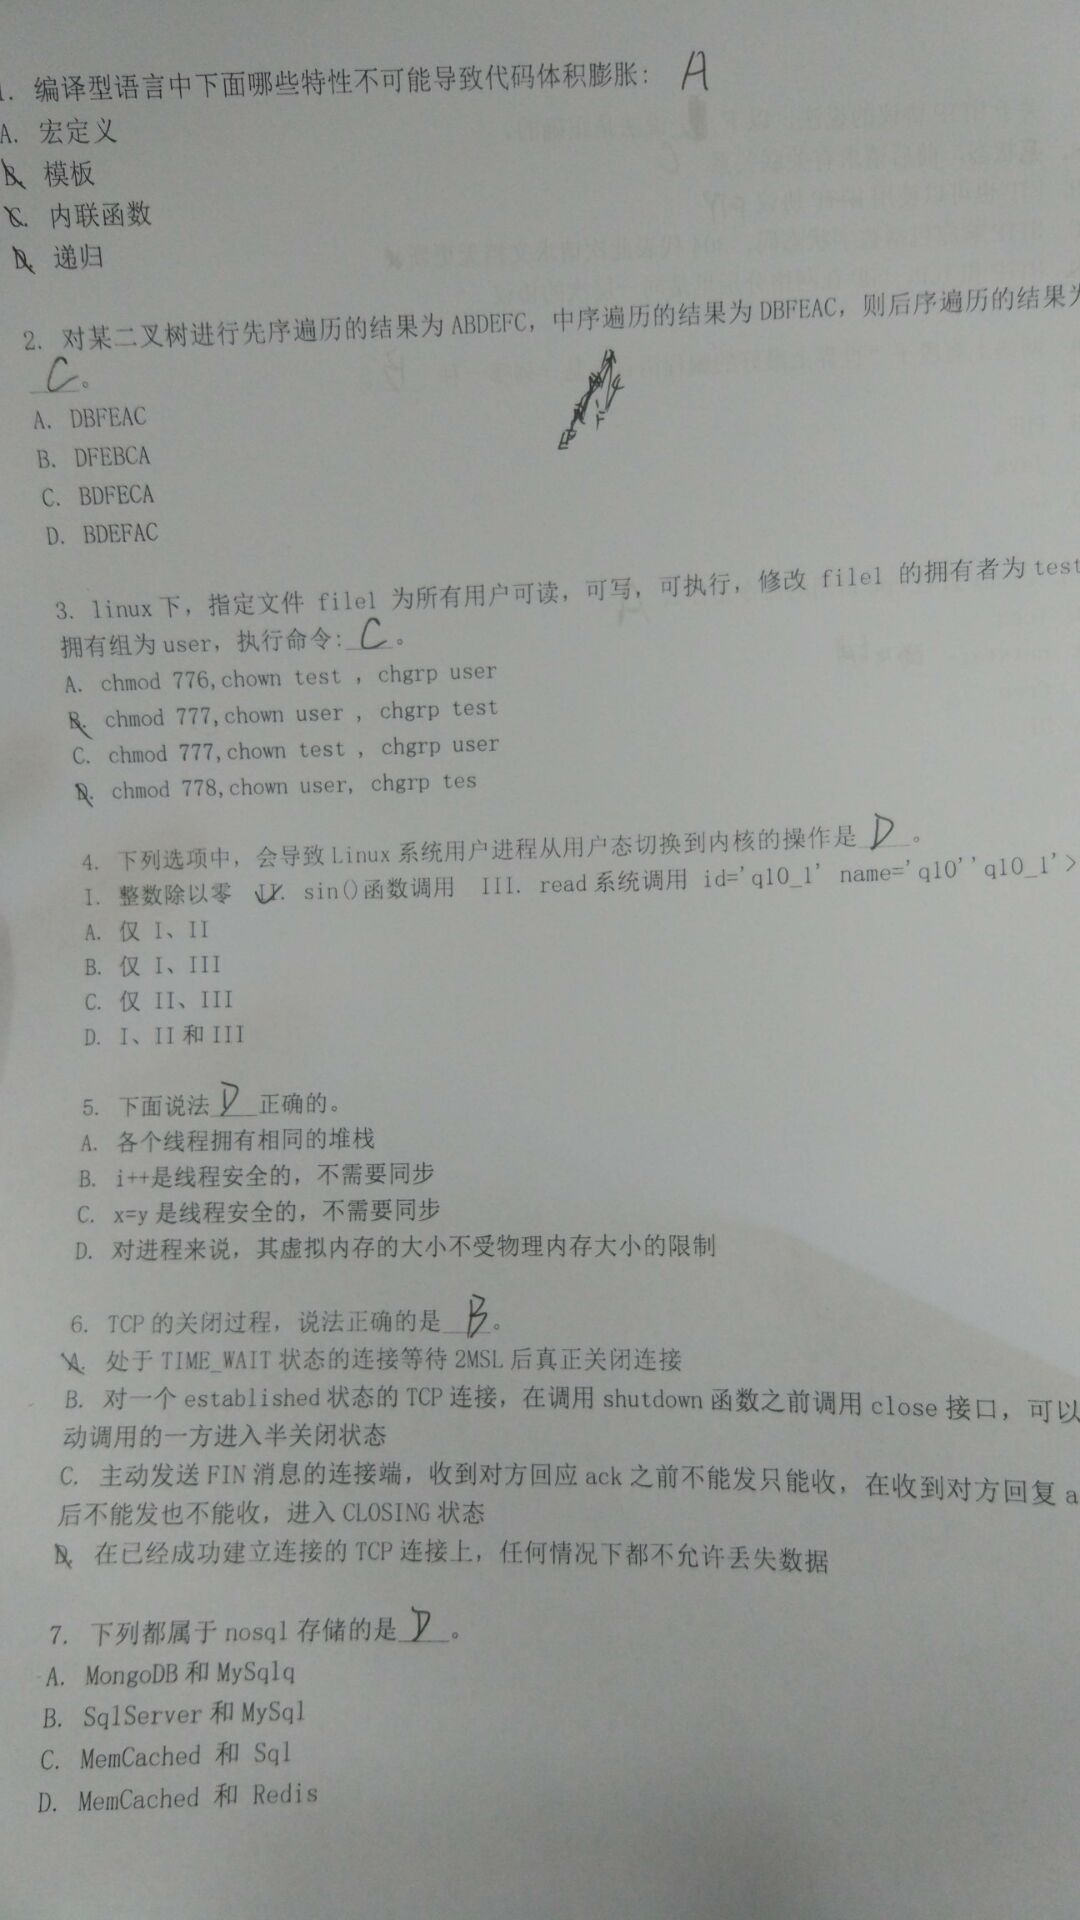 1. 编译型语言中下面哪些特性不可能导致代码体积膨胀: A
A. 宏定义
B. 模板
C. 内联函数
D. 递归
2. 对某二叉树进行先序遍历的结果为 ABDEFC, 中序遍历的结果为 DBFEAC, 则后序遍历的结果为
C。
A. DBFEAC
B. DFEBCA
C. BDFECA
D. BDEFAC
3. linux 下, 指定文件 file1 为所有用户可读, 可写, 可执行, 修改 file1 的拥有者为 test
拥有组为 user, 执行命令: C。
A. chmod 776,chown test , chgrp user
B. chmod 777,chown user , chgrp test
C. chmod 777,chown test , chgrp user
D. chmod 778,chown user, chgrp tes
4. 下列选项中, 会导致 Linux 系统用户进程从用户态切换到内核的操作是 D 。
I. 整数除以零 II. sin()函数调用 III. read 系统调用 id='q10_1' name='q10''q10_1'>
A. 仅 I、II
B. 仅 I、III
C. 仅 II、III
D. I、II 和 III
5. 下面说法 D 正确的。
A. 各个线程拥有相同的堆栈
B. i++是线程安全的, 不需要同步
C. x=y 是线程安全的, 不需要同步
D. 对进程来说, 其虚拟内存的大小不受物理内存大小的限制
6. TCP 的关闭过程, 说法正确的是 B。
A. 处于 TIME_WAIT 状态的连接等待 2MSL 后真正关闭连接
B. 对一个 established 状态的 TCP 连接, 在调用 shutdown 函数之前调用 close 接口, 可以
动调用的一方进入半关闭状态
C. 主动发送 FIN 消息的连接端, 收到对方回应 ack 之前不能发只能收, 在收到对方回复 a
后不能发也不能收, 进入 CLOSING 状态
D. 在已经成功建立连接的 TCP 连接上, 任何情况下都不允许丢失数据
7. 下列都属于 nosql 存储的是 D 。
A. MongoDB 和 MySqlq
B. SqlServer 和 MySql
C. MemCached 和 Sql
D. MemCached 和 Redis